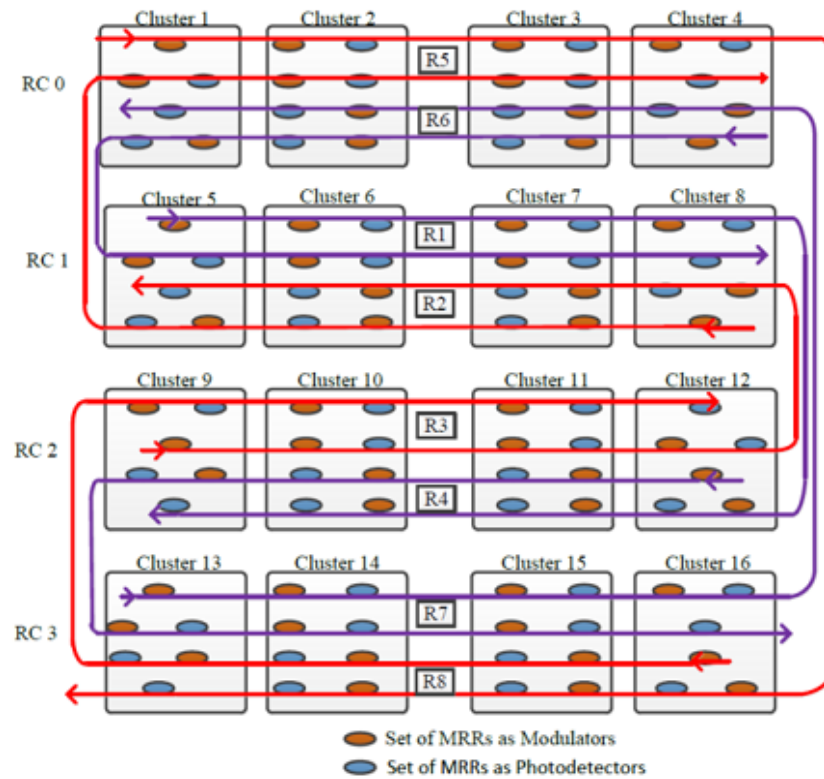 Cluster 1 Cluster 2 Cluster 3 Cluster 4
R5
RC 0
R6
Cluster 5 Cluster 6 Cluster 7 Cluster 8
R1
RC 1
R2
Cluster 9 Cluster 10 Cluster 11 Cluster 12
R3
RC 2
R4
Cluster 13 Cluster 14 Cluster 15 Cluster 16
R7
RC 3
R8
Set of MRRs as Modulators
Set of MRRs as Photodetectors